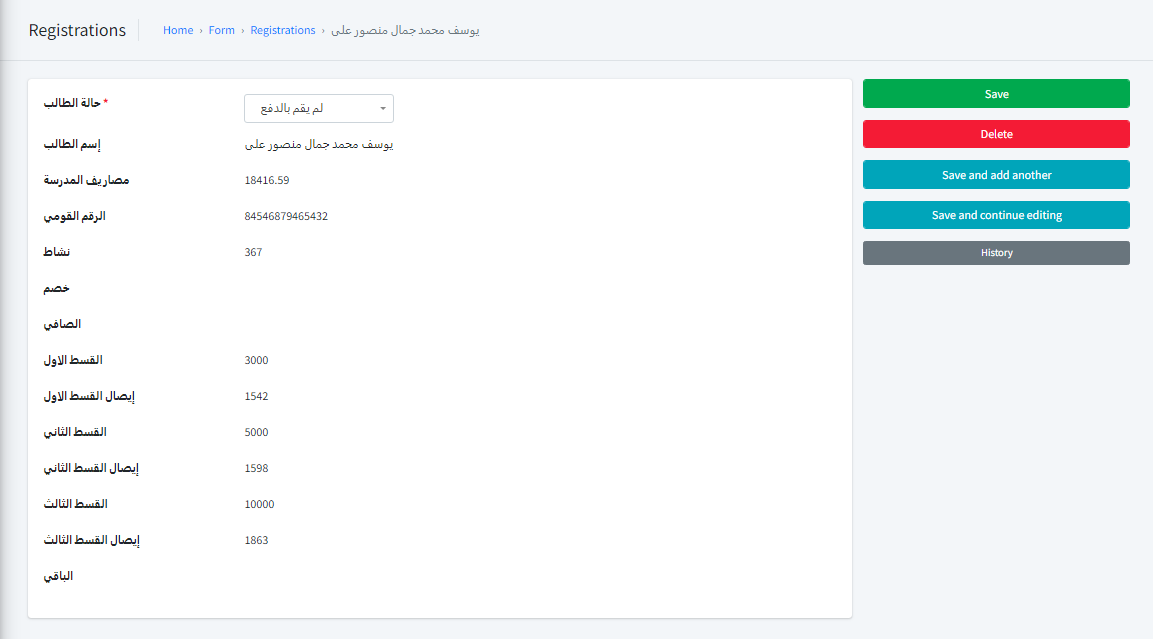 Registrations
Home › Form › Registrations › يوسف محمد جمال منصور على
حالة الطالب *
لم يقم بالدفع
إسم الطالب
يوسف محمد جمال منصور على
مصاريف المدرسة
18416.59
الرقم القومي
84546879465432
نشاط
367
خصم
الصافي
القسط الاول
3000
إيصال القسط الاول
1542
القسط الثاني
5000
إيصال القسط الثاني
1598
القسط الثالث
10000
إيصال القسط الثالث
1863
الباقي
Save
Delete
Save and add another
Save and continue editing
History